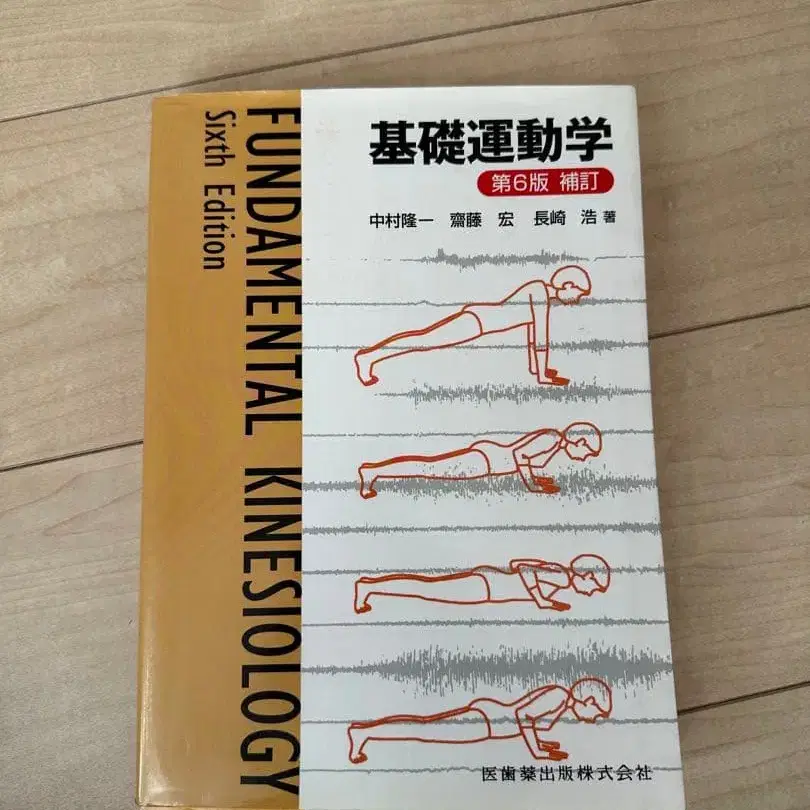 基礎運動学
第6版 補訂
中村隆一 齋藤 宏 長崎 浩 著
FUNDAMENTAL KINESIOLOGY
Sixth Edition
医歯薬出版株式会社